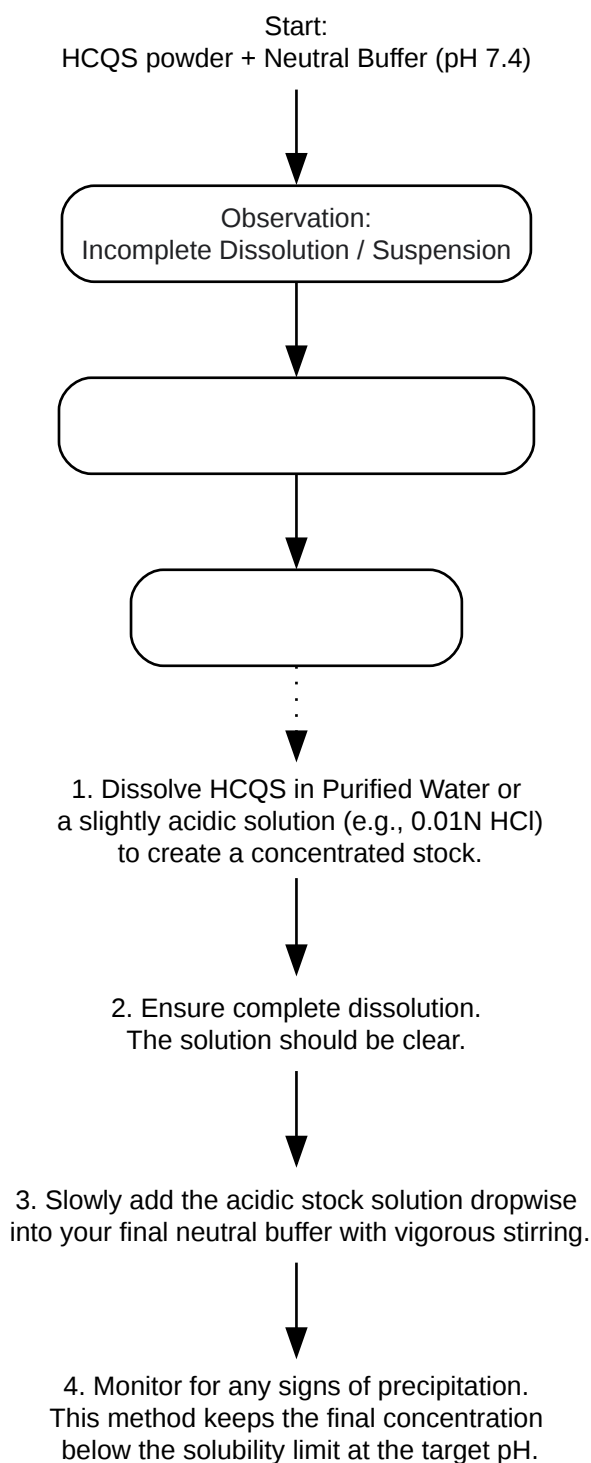 Start:
HCQS powder + Neutral Buffer (pH 7.4)
Observation:
Incomplete Dissolution / Suspension
1. Dissolve HCQS in Purified Water or
a slightly acidic solution (e.g., 0.01N HCl)
to create a concentrated stock.
2. Ensure complete dissolution.
The solution should be clear.
3. Slowly add the acidic stock solution dropwise
into your final neutral buffer with vigorous stirring.
4. Monitor for any signs of precipitation.
This method keeps the final concentration
below the solubility limit at the target pH.